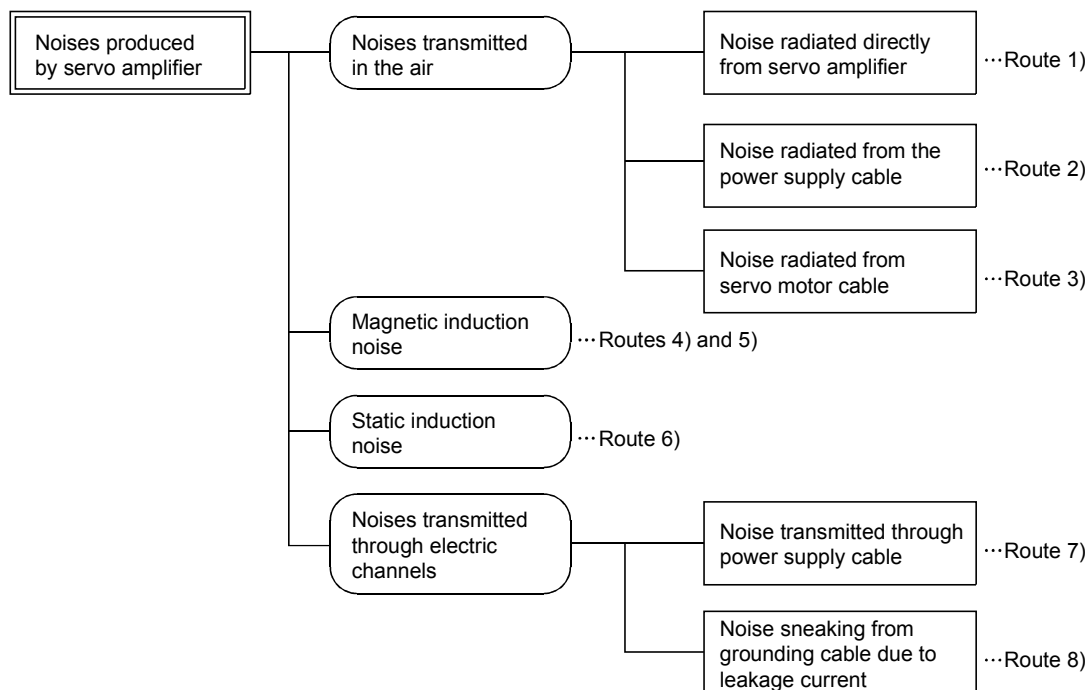 Noises produced
by servo amplifier
Noises transmitted
in the air
Noise radiated directly
from servo amplifier
⋯Route 1)
Noise radiated from the
power supply cable
⋯Route 2)
Noise radiated from
servo motor cable
⋯Route 3)
Magnetic induction
noise
⋯Routes 4) and 5)
Static induction
noise
⋯Route 6)
Noises transmitted
through electric
channels
Noise transmitted through
power supply cable
⋯Route 7)
Noise sneaking from
grounding cable due to
leakage current
⋯Route 8)